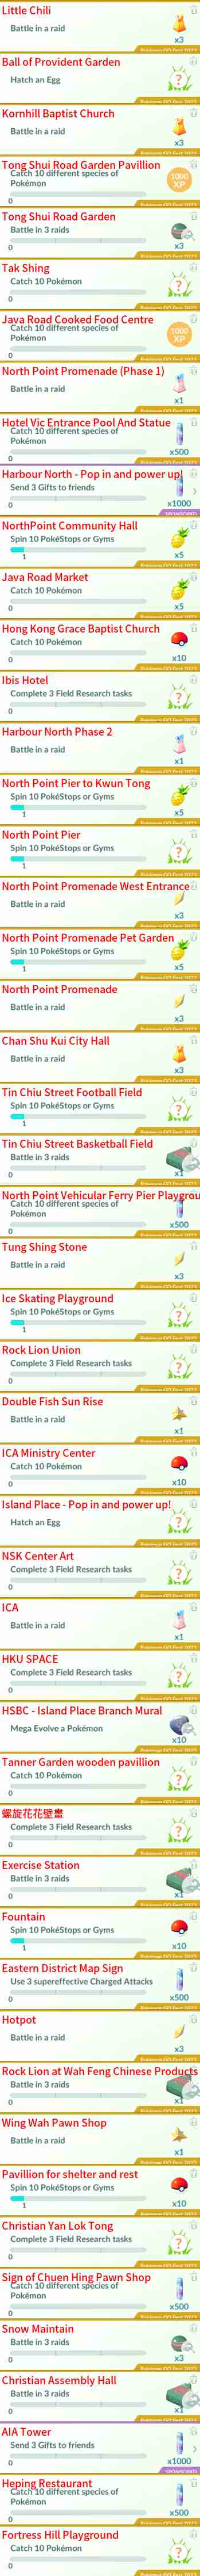 Little Chili
Battle in a raid
x3
Ball of Provident Garden
Hatch an Egg
?
Kornhill Baptist Church
Battle in a raid
x3
Tong Shui Road Garden Pavillion
Catch 10 different species of
Pokémon
1000
XP
0
Tong Shui Road Garden
Battle in 3 raids
0
x3
Tak Shing
Catch 10 Pokémon
?
0
Java Road Cooked Food Centre
Catch 10 different species of
Pokémon
1000
XP
0
North Point Promenade (Phase 1)
Battle in a raid
x1
Hotel Vic Entrance Pool And Statue
Catch 10 different species of
Pokémon
0
x500
Harbour North - Pop in and power up!
Send 3 Gifts to friends
0
x1000
SPONSORED
NorthPoint Community Hall
Spin 10 PokéStops or Gyms
1
x5
Java Road Market
Catch 10 Pokémon
0
x5
Hong Kong Grace Baptist Church
Catch 10 Pokémon
0
x10
Ibis Hotel
Complete 3 Field Research tasks
?
0
Harbour North Phase 2
Battle in a raid
x1
North Point Pier to Kwun Tong
Spin 10 PokéStops or Gyms
1
x5
North Point Pier
Spin 10 PokéStops or Gyms
?
1
North Point Promenade West Entrance
Battle in a raid
x3
North Point Promenade Pet Garden
Spin 10 PokéStops or Gyms
1
x5
North Point Promenade
Battle in a raid
x3
Chan Shu Kui City Hall
Battle in a raid
x3
Tin Chiu Street Football Field
Spin 10 PokéStops or Gyms
?
1
Tin Chiu Street Basketball Field
Battle in 3 raids
0
x1
North Point Vehicular Ferry Pier Playgrou
Catch 10 different species of
Pokémon
0
x500
Tung Shing Stone
Battle in a raid
x3
Ice Skating Playground
Spin 10 PokéStops or Gyms
?
1
Rock Lion Union
Complete 3 Field Research tasks
?
0
Double Fish Sun Rise
Battle in a raid
x1
ICA Ministry Center
Catch 10 Pokémon
0
x10
Island Place - Pop in and power up!
Hatch an Egg
?
NSK Center Art
Complete 3 Field Research tasks
?
0
ICA
Battle in a raid
x1
HKU SPACE
Complete 3 Field Research tasks
?
0
HSBC - Island Place Branch Mural
Mega Evolve a Pokémon
x10
Tanner Garden wooden pavillion
Catch 10 Pokémon
?
0
螺旋花花壁畫
Complete 3 Field Research tasks
?
0
Exercise Station
Battle in 3 raids
0
x1
Fountain
Spin 10 PokéStops or Gyms
1
x10
Eastern District Map Sign
Use 3 supereffective Charged Attacks
0
x500
Hotpot
Battle in a raid
x3
Rock Lion at Wah Feng Chinese Products
Battle in 3 raids
0
x1
Wing Wah Pawn Shop
Battle in a raid
x1
Pavillion for shelter and rest
Spin 10 PokéStops or Gyms
1
x10
Christian Yan Lok Tong
Complete 3 Field Research tasks
?
0
Sign of Chuen Hing Pawn Shop
Catch 10 different species of
Pokémon
0
x500
Snow Maintain
Battle in 3 raids
0
x3
Christian Assembly Hall
Battle in 3 raids
0
x1
AIA Tower
Send 3 Gifts to friends
0
x1000
SPONSORED
Heping Restaurant
Catch 10 different species of
Pokémon
0
x500
Fortress Hill Playground
Catch 10 Pokémon
?
0